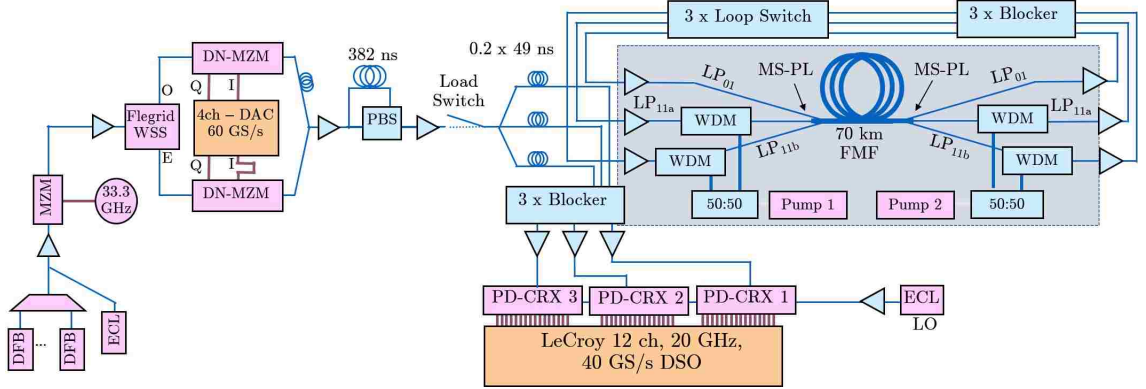 3 x Loop Switch
3 x Blocker
DN-MZM
382 ns
0.2 x 49 ns
Q
I
O
Flegrid
WSS
E
4ch – DAC
60 GS/s
Q
I
DN-MZM
PBS
Load
Switch
LP01
MS-PL
MS-PL
LP01
LP11a
WDM
WDM
LP11a
70 km
FMF
LP11b
LP11b
WDM
WDM
50:50
Pump 1
Pump 2
50:50
MZM
33.3
GHz
3 x Blocker
PD-CRX 3
PD-CRX 2
PD-CRX 1
ECL
LO
DFB
...
DFB
ECL
LeCroy 12 ch, 20 GHz,
40 GS/s DSO